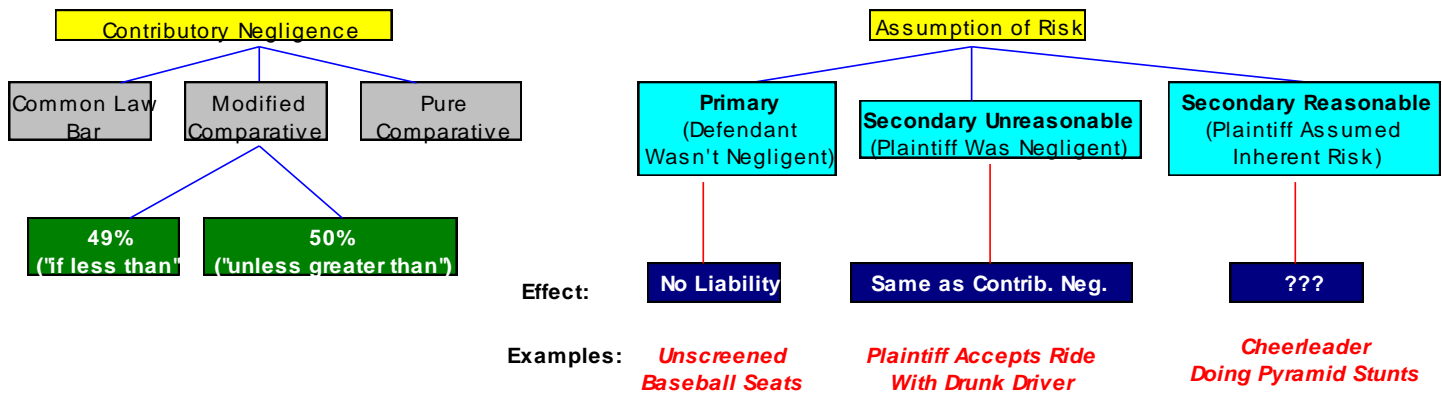 Contributory Negligence
Common Law
Bar
Modified
Comparative
Pure
Comparative
49%
("if less than"
50%
("unless greater than")
Assumption of Risk
Primary
(Defendant
Wasn't Negligent)
Secondary Unreasonable
(Plaintiff Was Negligent)
Secondary Reasonable
(Plaintiff Assumed
Inherent Risk)
Effect:
No Liability
Same as Contrib. Neg.
???
Examples:
Unscreened
Baseball Seats
Plaintiff Accepts Ride
With Drunk Driver
Cheerleader
Doing Pyramid Stunts